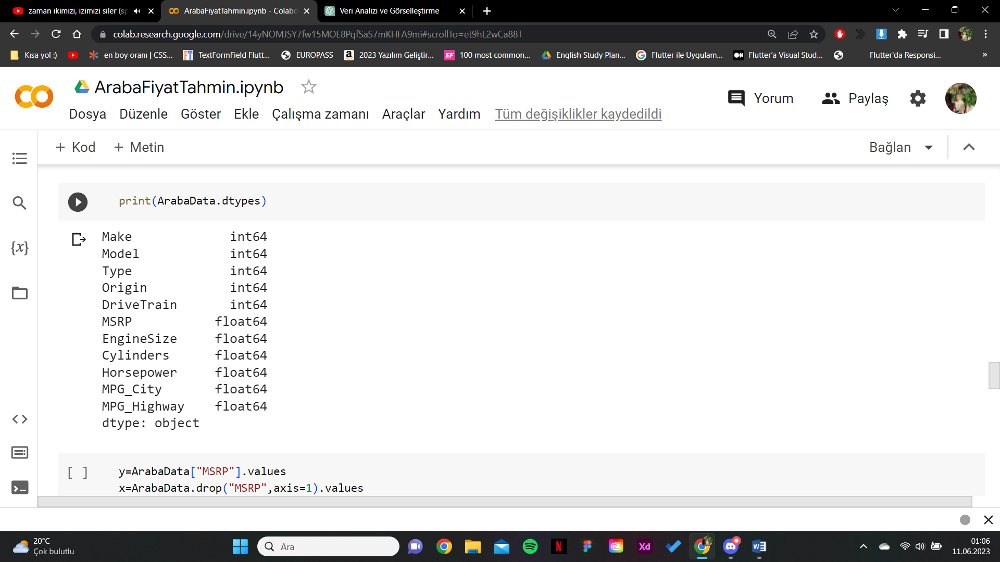 zaman ikimizi, izimizi siler (sp
ArabaFiyatTahmin.ipynb - Colabo
Veri Analizi ve Görselleştirme
colab.research.google.com/drive/14yNOMJSY7fw15MOE8PqfSaS7mKHFA9mi#scrollTo=et9hL2wCa88T
Kısa yol :)
en boy oranı | CSS...
TextFormField Flutt...
EUROPASS
2023 Yazılım Geliştir...
100 most common...
English Study Plan...
Flutter ile Uygulam...
Flutter'a Visual Stud...
Flutter'da Responsi...
»
ArabaFiyatTahmin.ipynb
Yorum
Paylaş
Dosya Düzenle Göster Ekle Çalışma zamanı Araçlar Yardım Tüm değişiklikler kaydedildi
+ Kod + Metin
Bağlan
print(ArabaData.dtypes)
Make int64
Model int64
Type int64
Origin int64
DriveTrain int64
MSRP float64
EngineSize float64
Cylinders float64
Horsepower float64
MPG_City float64
MPG_Highway float64
dtype: object
{x}
[ ]
y=ArabaData["MSRP"].values
x=ArabaData.drop("MSRP",axis=1).values
20°C
Çok bulutlu
Ara
01:06
11.06.2023